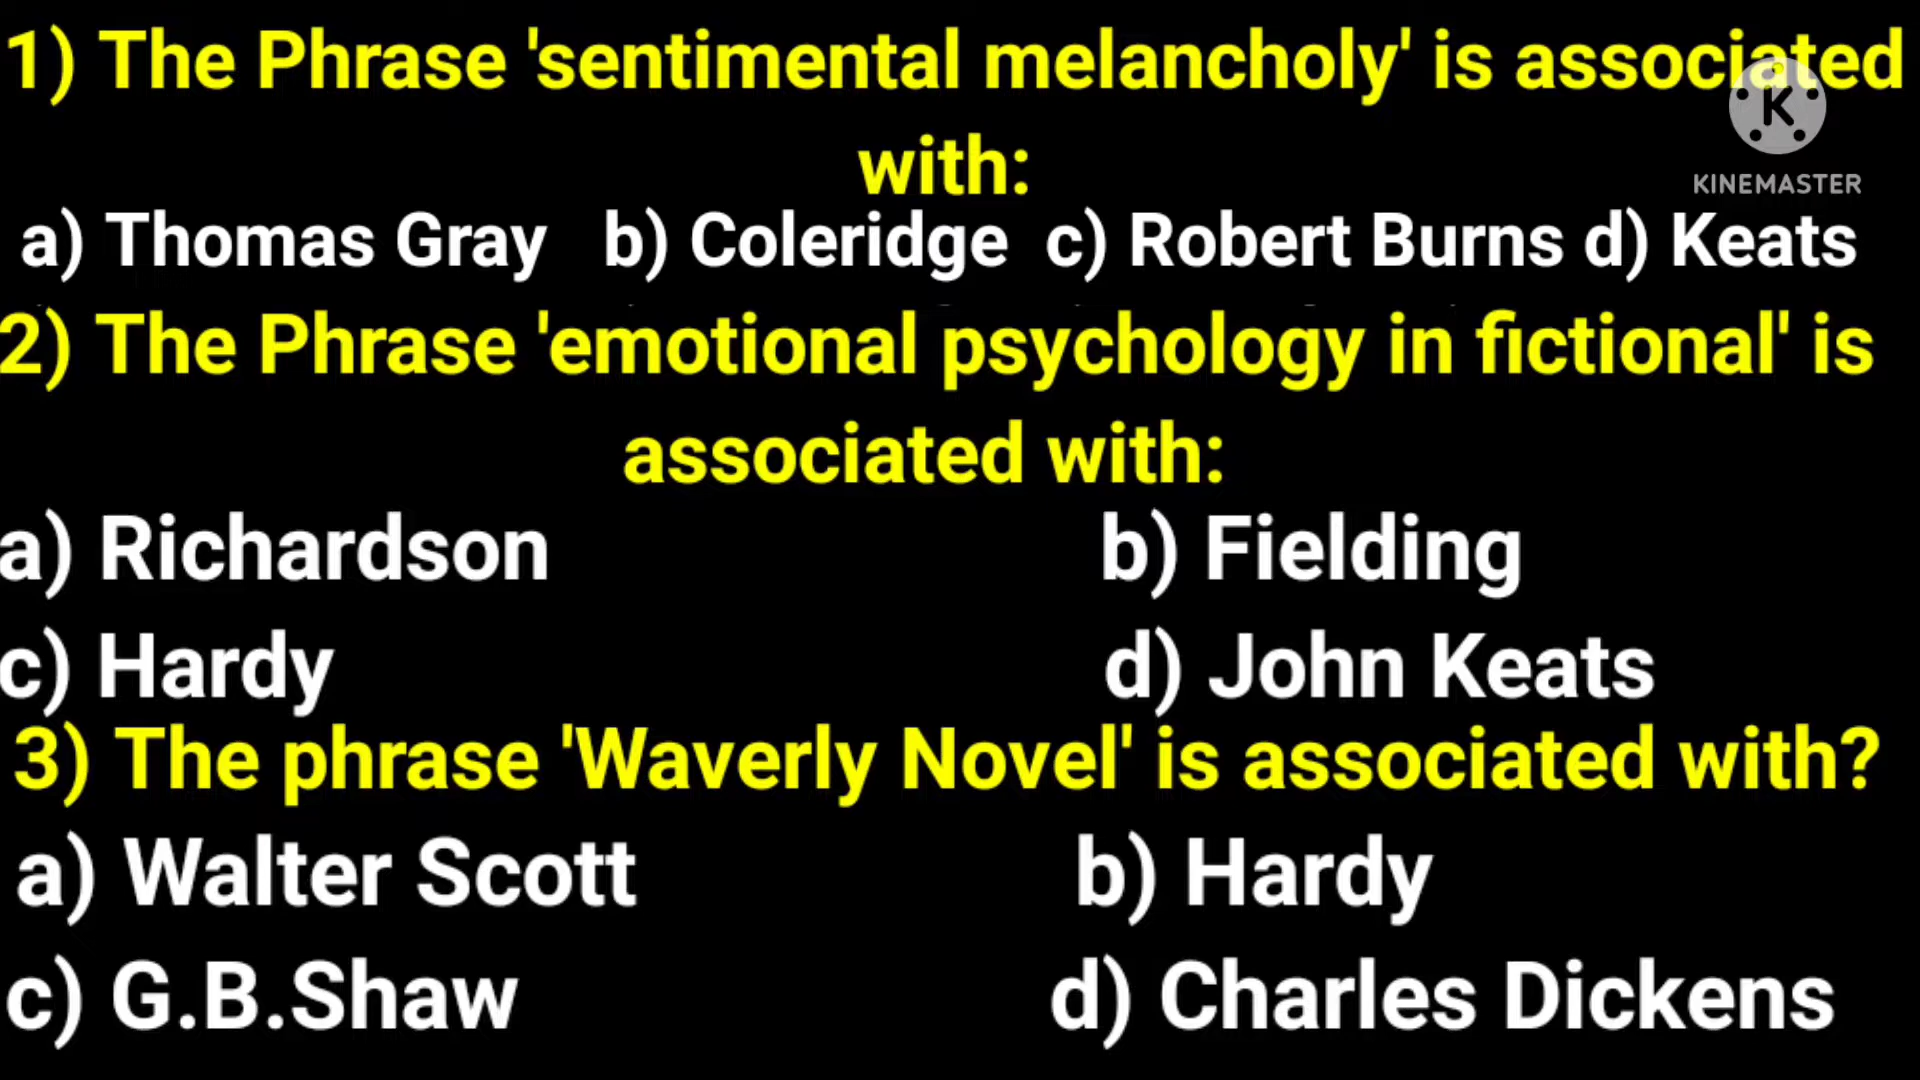 1) The Phrase 'sentimental melancholy' is associated
with:
K
KINEMASTER
a) Thomas Gray b) Coleridge c) Robert Burns d) Keats
2) The Phrase 'emotional psychology in fictional' is
associated with:
a) Richardson b) Fielding
c) Hardy d) John Keats
3) The phrase 'Waverly Novel' is associated with?
a) Walter Scott b) Hardy
c) G.B.Shaw d) Charles Dickens